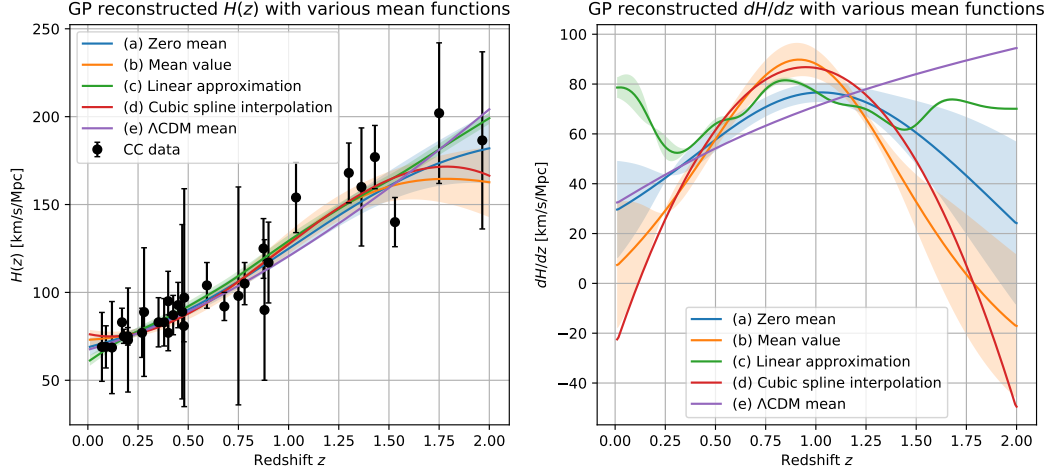 GP reconstructed H(z) with various mean functions
250
200
150
100
50
H(z) [km/s/Mpc]
(a) Zero mean
(b) Mean value
(c) Linear approximation
(d) Cubic spline interpolation
(e) ΛCDM mean
CC data
0.00 0.25 0.50 0.75 1.00 1.25 1.50 1.75 2.00
Redshift z
GP reconstructed dH/dz with various mean functions
100
80
60
40
20
0
−20
−40
dH/dz [km/s/Mpc]
(a) Zero mean
(b) Mean value
(c) Linear approximation
(d) Cubic spline interpolation
(e) ΛCDM mean
0.00 0.25 0.50 0.75 1.00 1.25 1.50 1.75 2.00
Redshift z